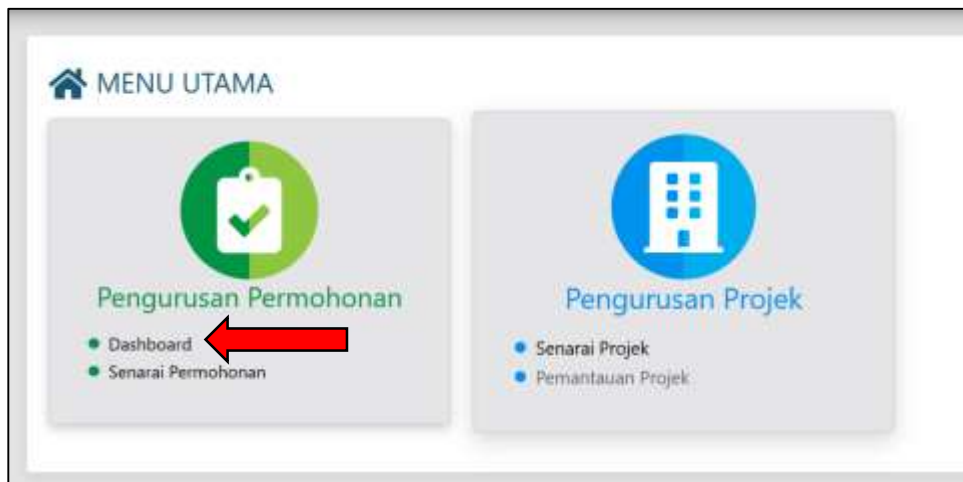 MENU UTAMA
Pengurusan Permohonan
Dashboard
Senarai Permohonan
Pengurusan Projek
Senarai Projek
Pemantauan Projek